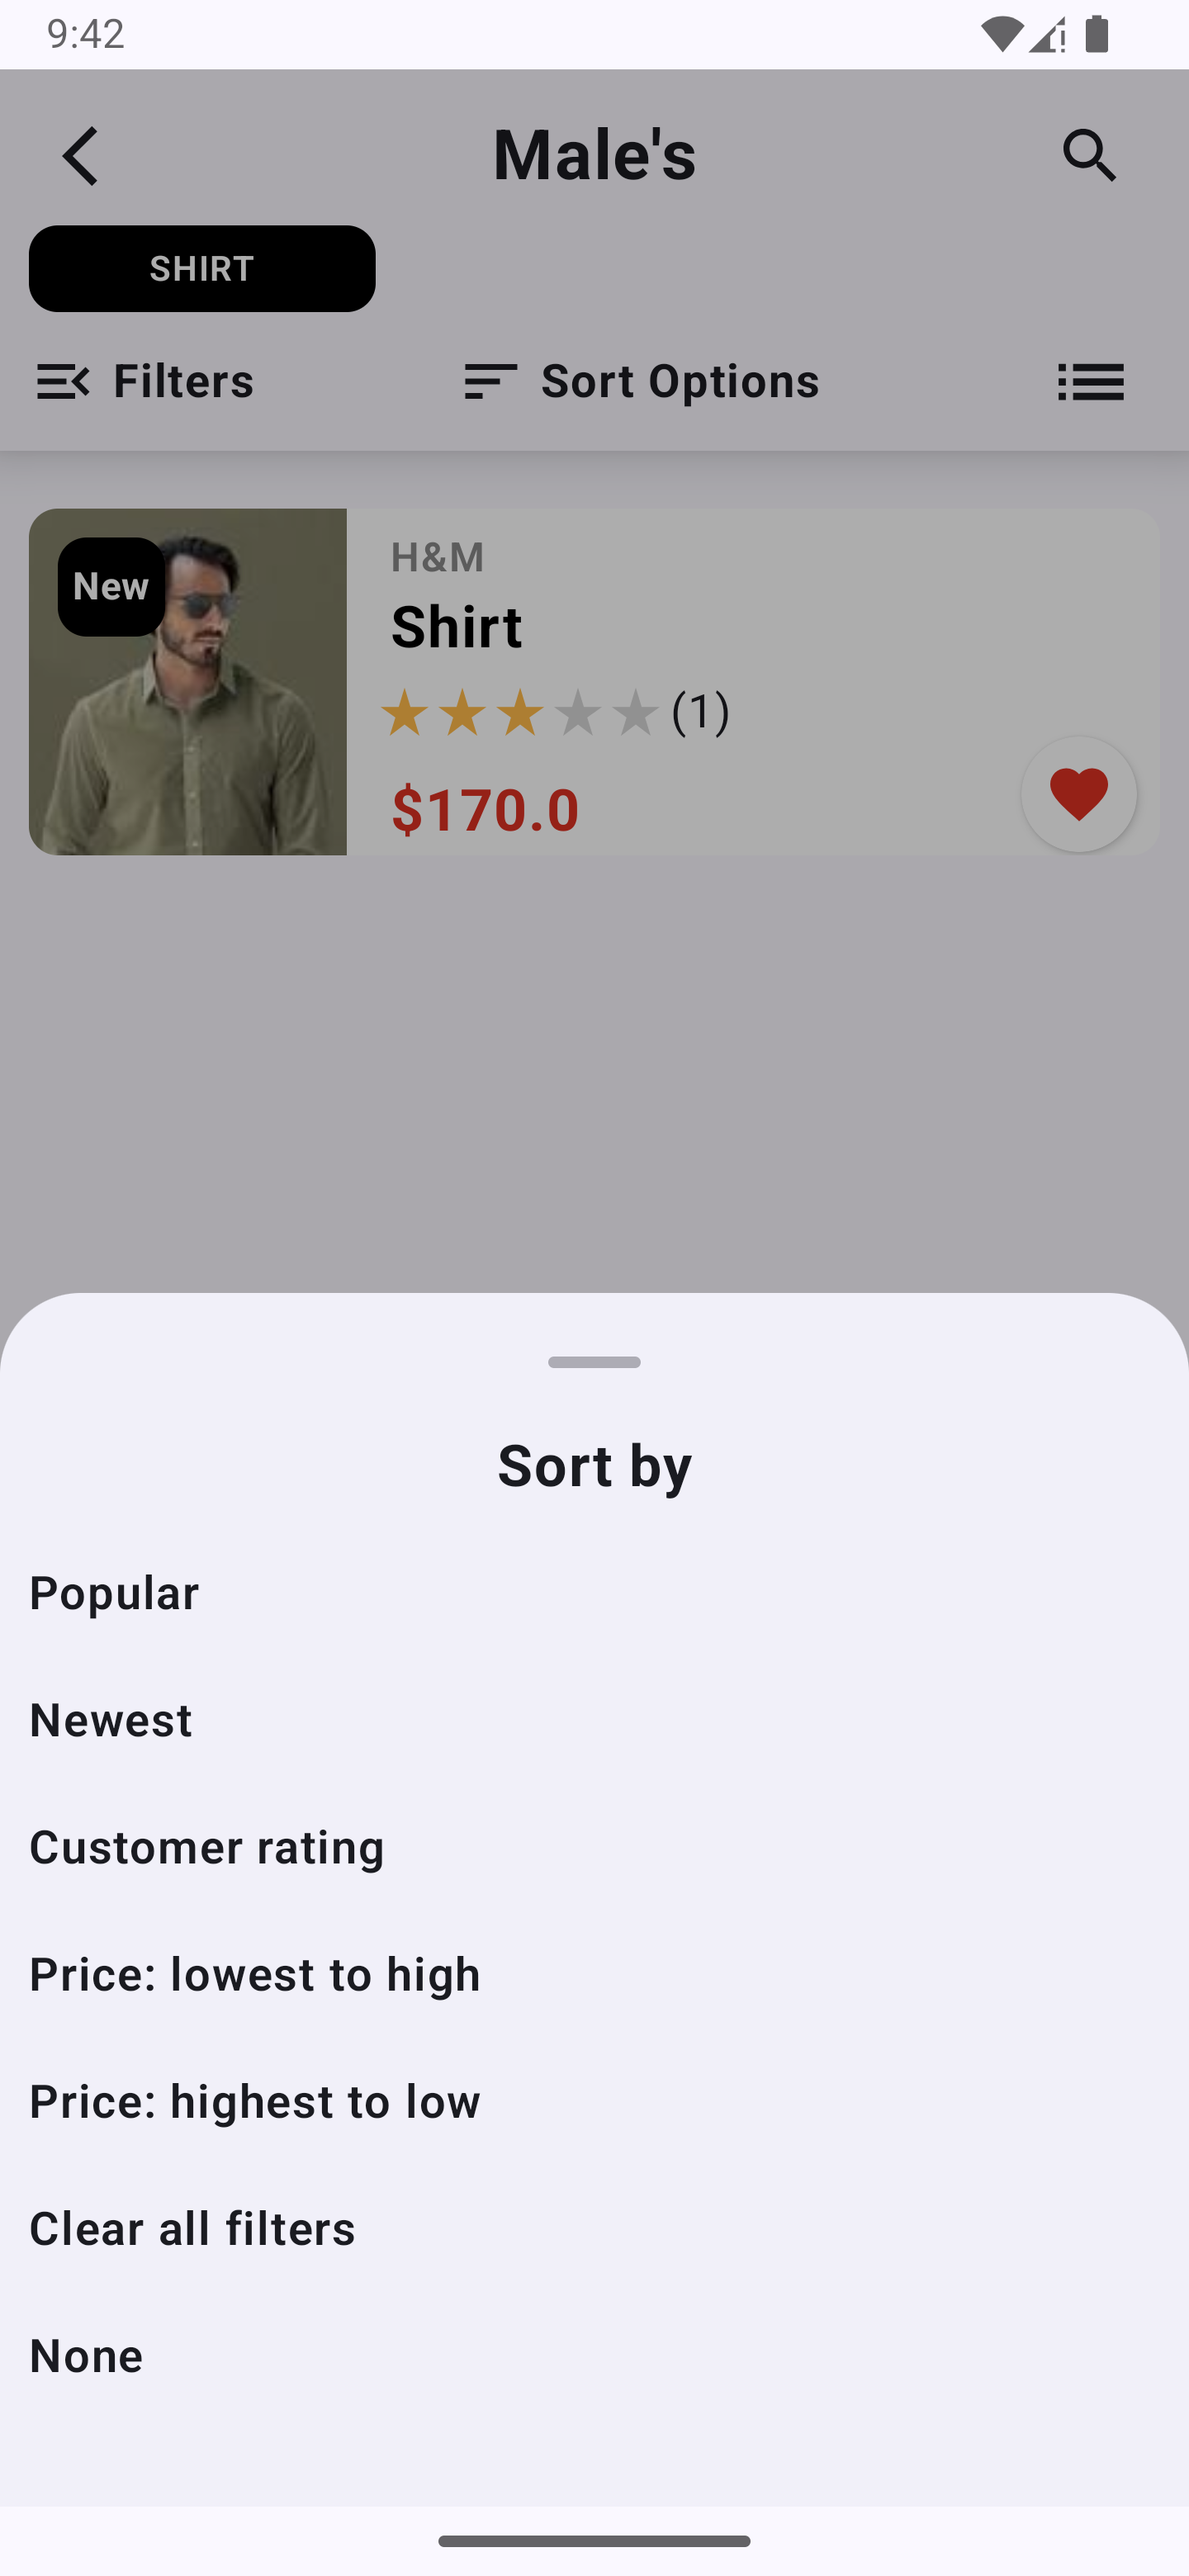 9:42
Male's
SHIRT
Filters
Sort Options
New
H&M
Shirt
(1)
$170.0
Sort by
Popular
Newest
Customer rating
Price: lowest to high
Price: highest to low
Clear all filters
None